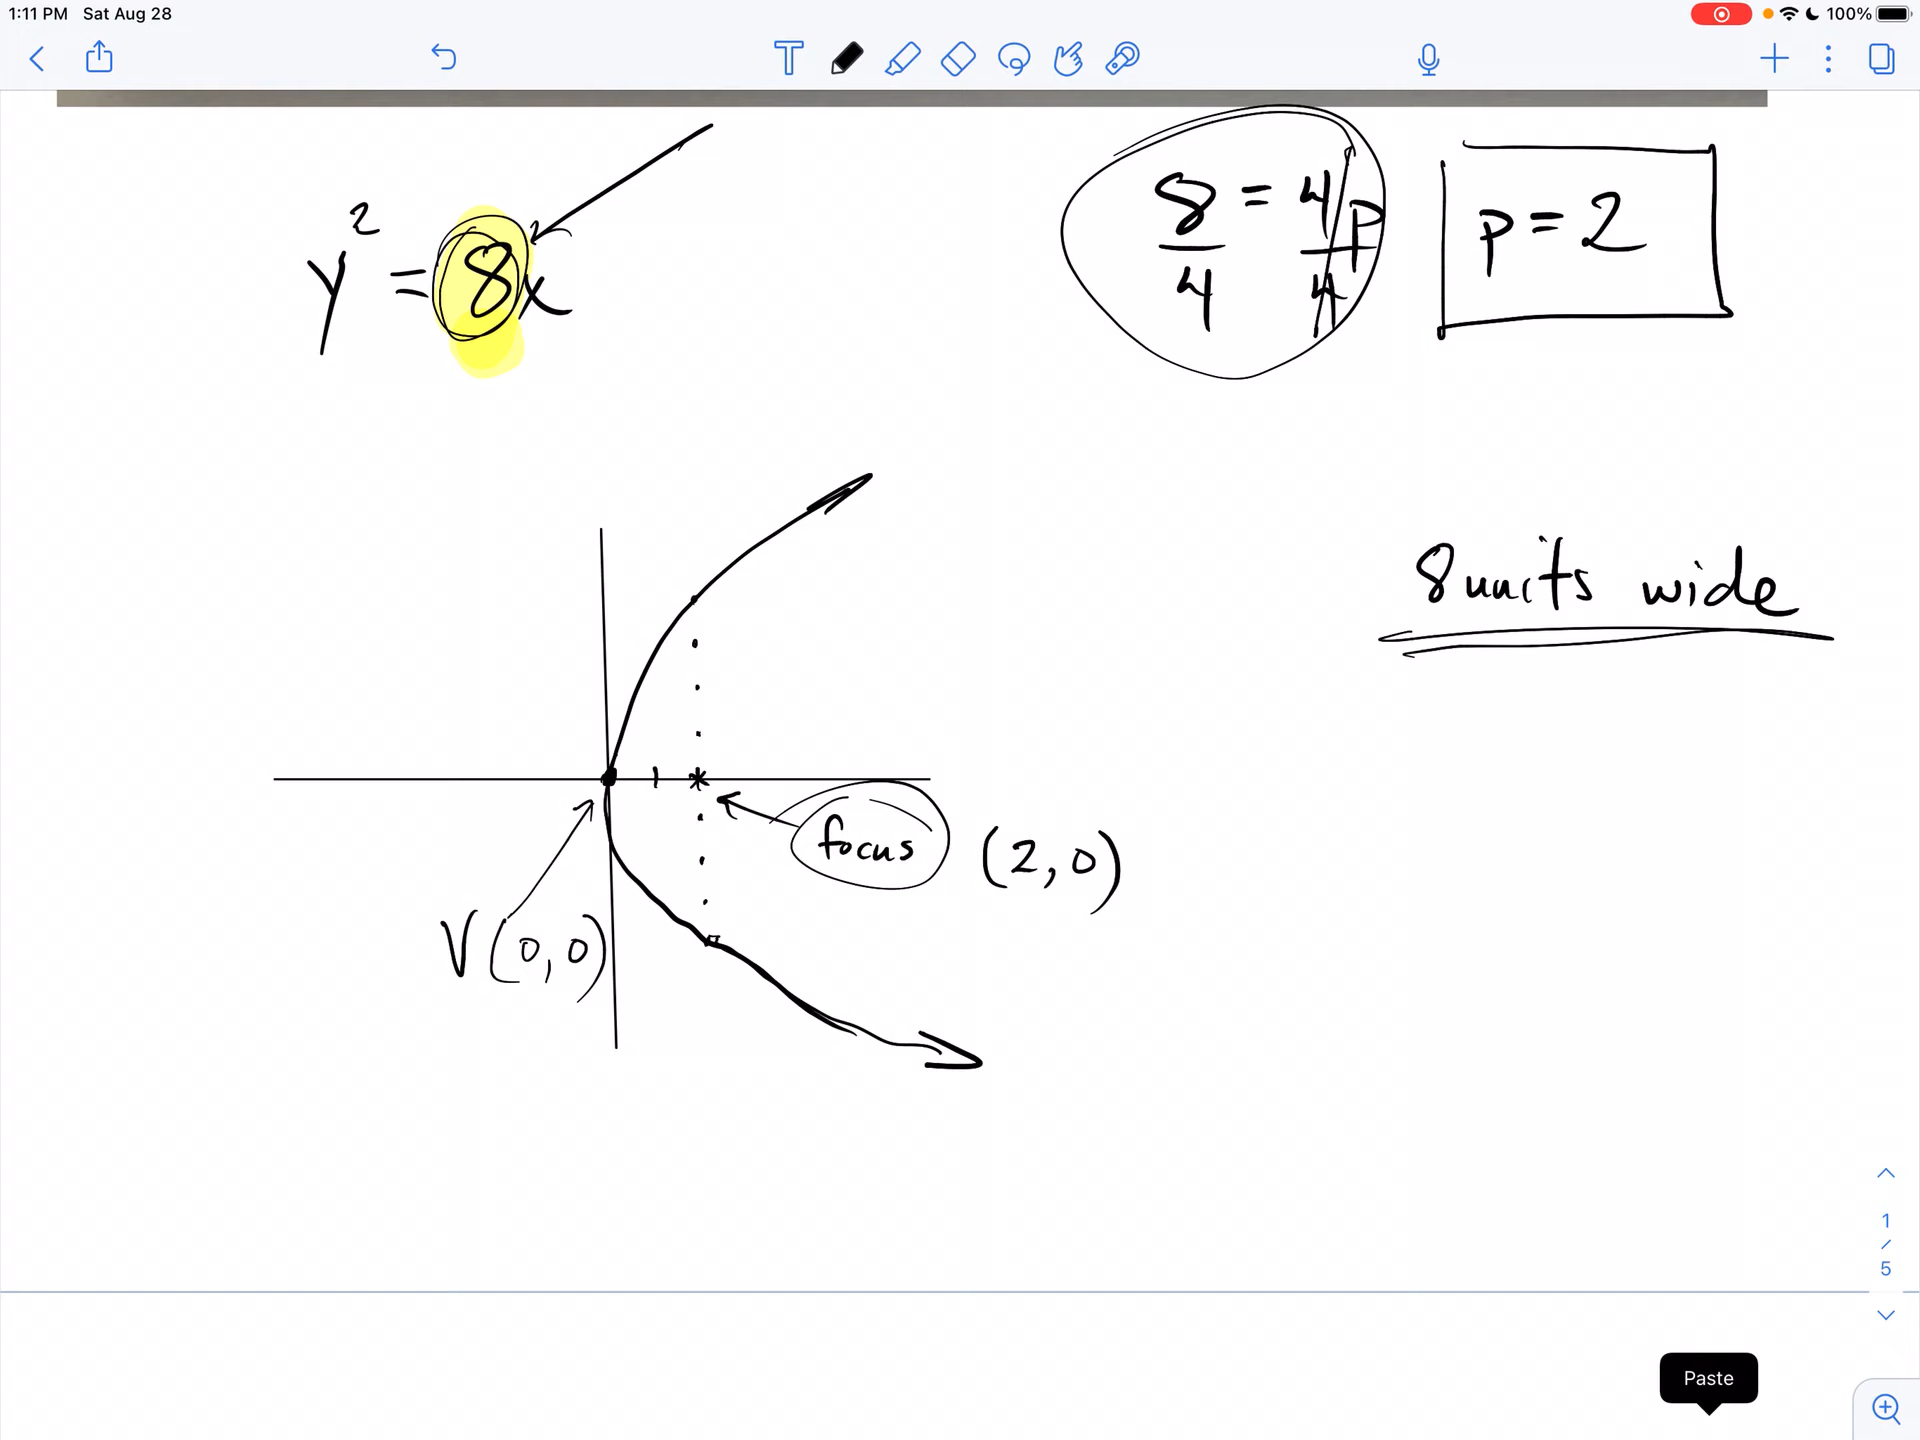 1:11 PM Sat Aug 28
100%
y² = 8x
8/4 = 4p/4
p = 2
8 units wide
focus
(2,0)
V(0,0)
1
/
5
Paste